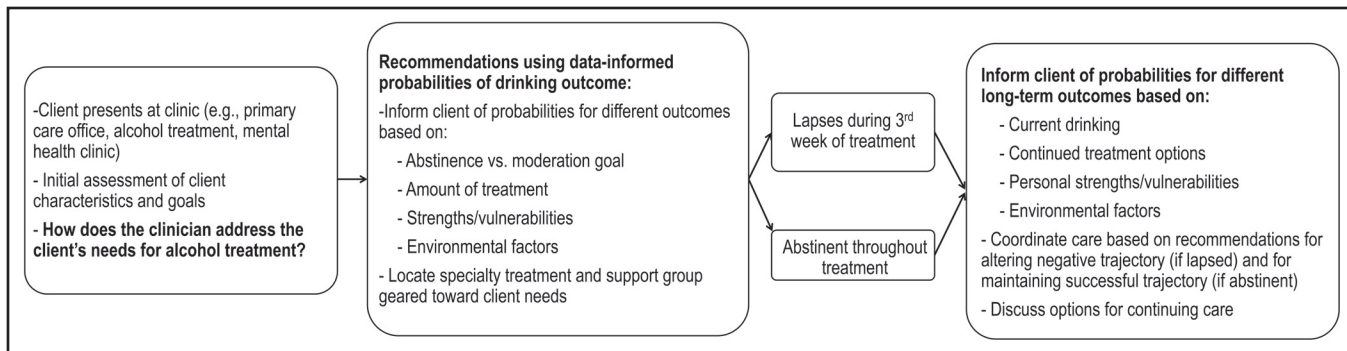 -Client presents at clinic (e.g., primary
care office, alcohol treatment, mental
health clinic)
- Initial assessment of client
characteristics and goals
- How does the clinician address the
client's needs for alcohol treatment?
Recommendations using data-informed
probabilities of drinking outcome:
-Inform client of probabilities for different outcomes
based on:
- Abstinence vs. moderation goal
- Amount of treatment
- Strengths/vulnerabilities
- Environmental factors
- Locate specialty treatment and support group
geared toward client needs
Lapses during 3rd
week of treatment
Abstinent throughout
treatment
Inform client of probabilities for different
long-term outcomes based on:
- Current drinking
- Continued treatment options
- Personal strengths/vulnerabilities
- Environmental factors
- Coordinate care based on recommendations for
altering negative trajectory (if lapsed) and for
maintaining successful trajectory (if abstinent)
- Discuss options for continuing care